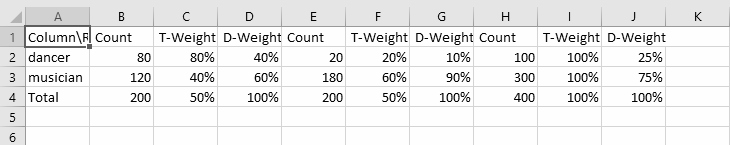 A B C D E F G H I J K
1 Column\R Count T-Weight D-Weight Count T-Weight D-Weight Count T-Weight D-Weight
2 dancer 80 80% 40% 20 20% 10% 100 100% 25%
3 musician 120 40% 60% 180 60% 90% 300 100% 75%
4 Total 200 50% 100% 200 50% 100% 400 100% 100%
5
6